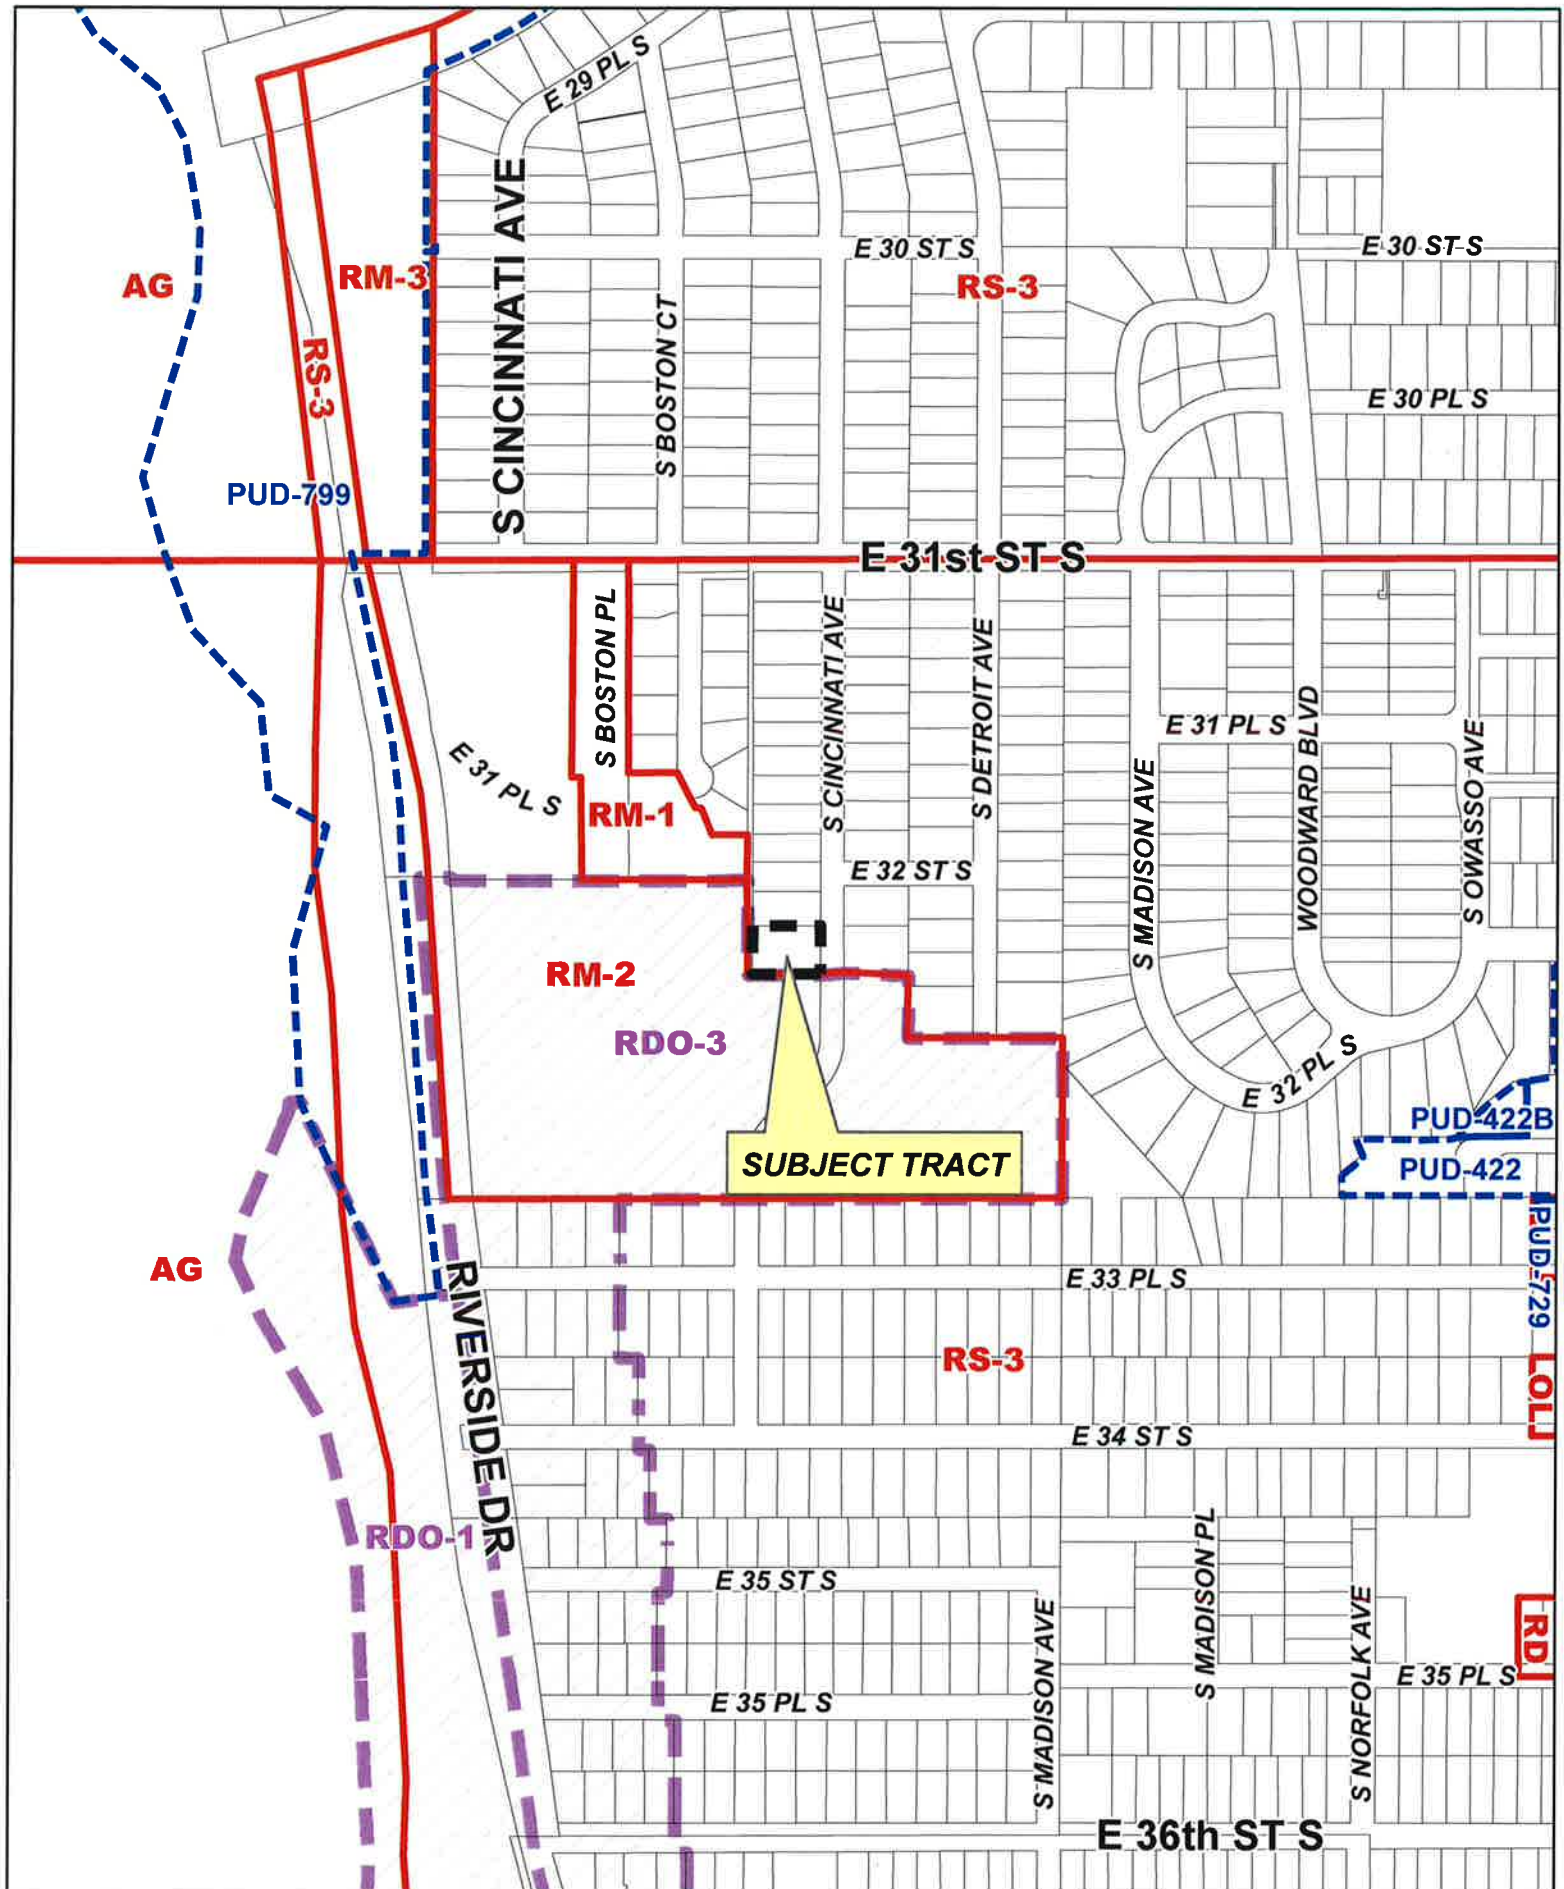 E 29 PL S
S CINCINNATI AVE
E 30 ST S
E 30 ST S
AG
RM-3
RS-3
S BOSTON CT
RS-3
E 30 PL S
PUD-799
E 31st ST S
S BOSTON PL
S CINCINNATI AVE
S DETROIT AVE
E 31 PL S
WOODWARD BLVD
S OWASSO AVE
E 31 PL S
S MADISON AVE
RM-1
E 32 ST S
RM-2
RDO-3
E 32 PL S
PUD-422B
SUBJECT TRACT
PUD-422
PUD-729
AG
RIVERSIDE DR
E 33 PL S
RS-3
OL
E 34 ST S
RDO-1
S MADISON PL
E 35 ST S
S MADISON AVE
S NORFOLK AVE
RD
E 35 PL S
E 35 PL S
E 36th ST S